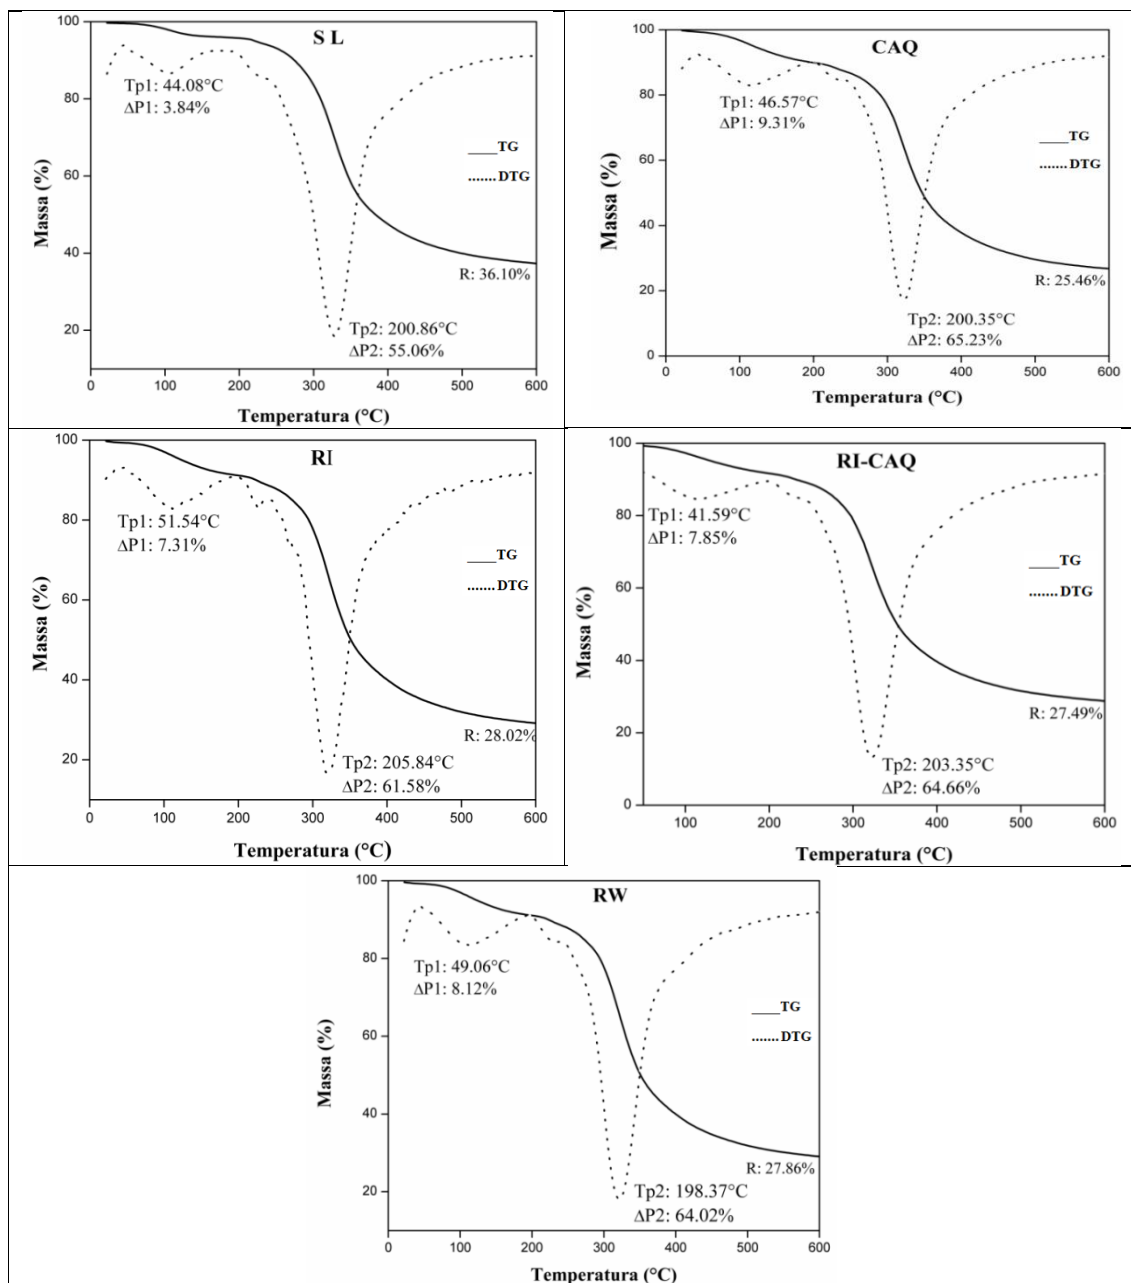 S L
100
80
60
40
20
Massa (%)
Tp1: 44.08°C
ΔP1: 3.84%
____TG
.......DTG
R: 36.10%
Tp2: 200.86°C
ΔP2: 55.06%
0 100 200 300 400 500 600
Temperatura (°C)
CAQ
100
80
60
40
20
0
Massa (%)
Tp1: 46.57°C
ΔP1: 9.31%
____TG
.......DTG
R: 25.46%
Tp2: 200.35°C
ΔP2: 65.23%
0 100 200 300 400 500 600
Temperatura (°C)
RI
100
80
60
40
20
Massa (%)
Tp1: 51.54°C
ΔP1: 7.31%
____TG
.......DTG
R: 28.02%
Tp2: 205.84°C
ΔP2: 61.58%
0 100 200 300 400 500 600
Temperatura (°C)
RI-CAQ
100
80
60
40
20
0
Massa (%)
Tp1: 41.59°C
ΔP1: 7.85%
____TG
.......DTG
R: 27.49%
Tp2: 203.35°C
ΔP2: 64.66%
100 200 300 400 500 600
Temperatura (°C)
RW
100
80
60
40
20
Massa (%)
Tp1: 49.06°C
ΔP1: 8.12%
____TG
.......DTG
R: 27.86%
Tp2: 198.37°C
ΔP2: 64.02%
0 100 200 300 400 500 600
Temperatura (°C)